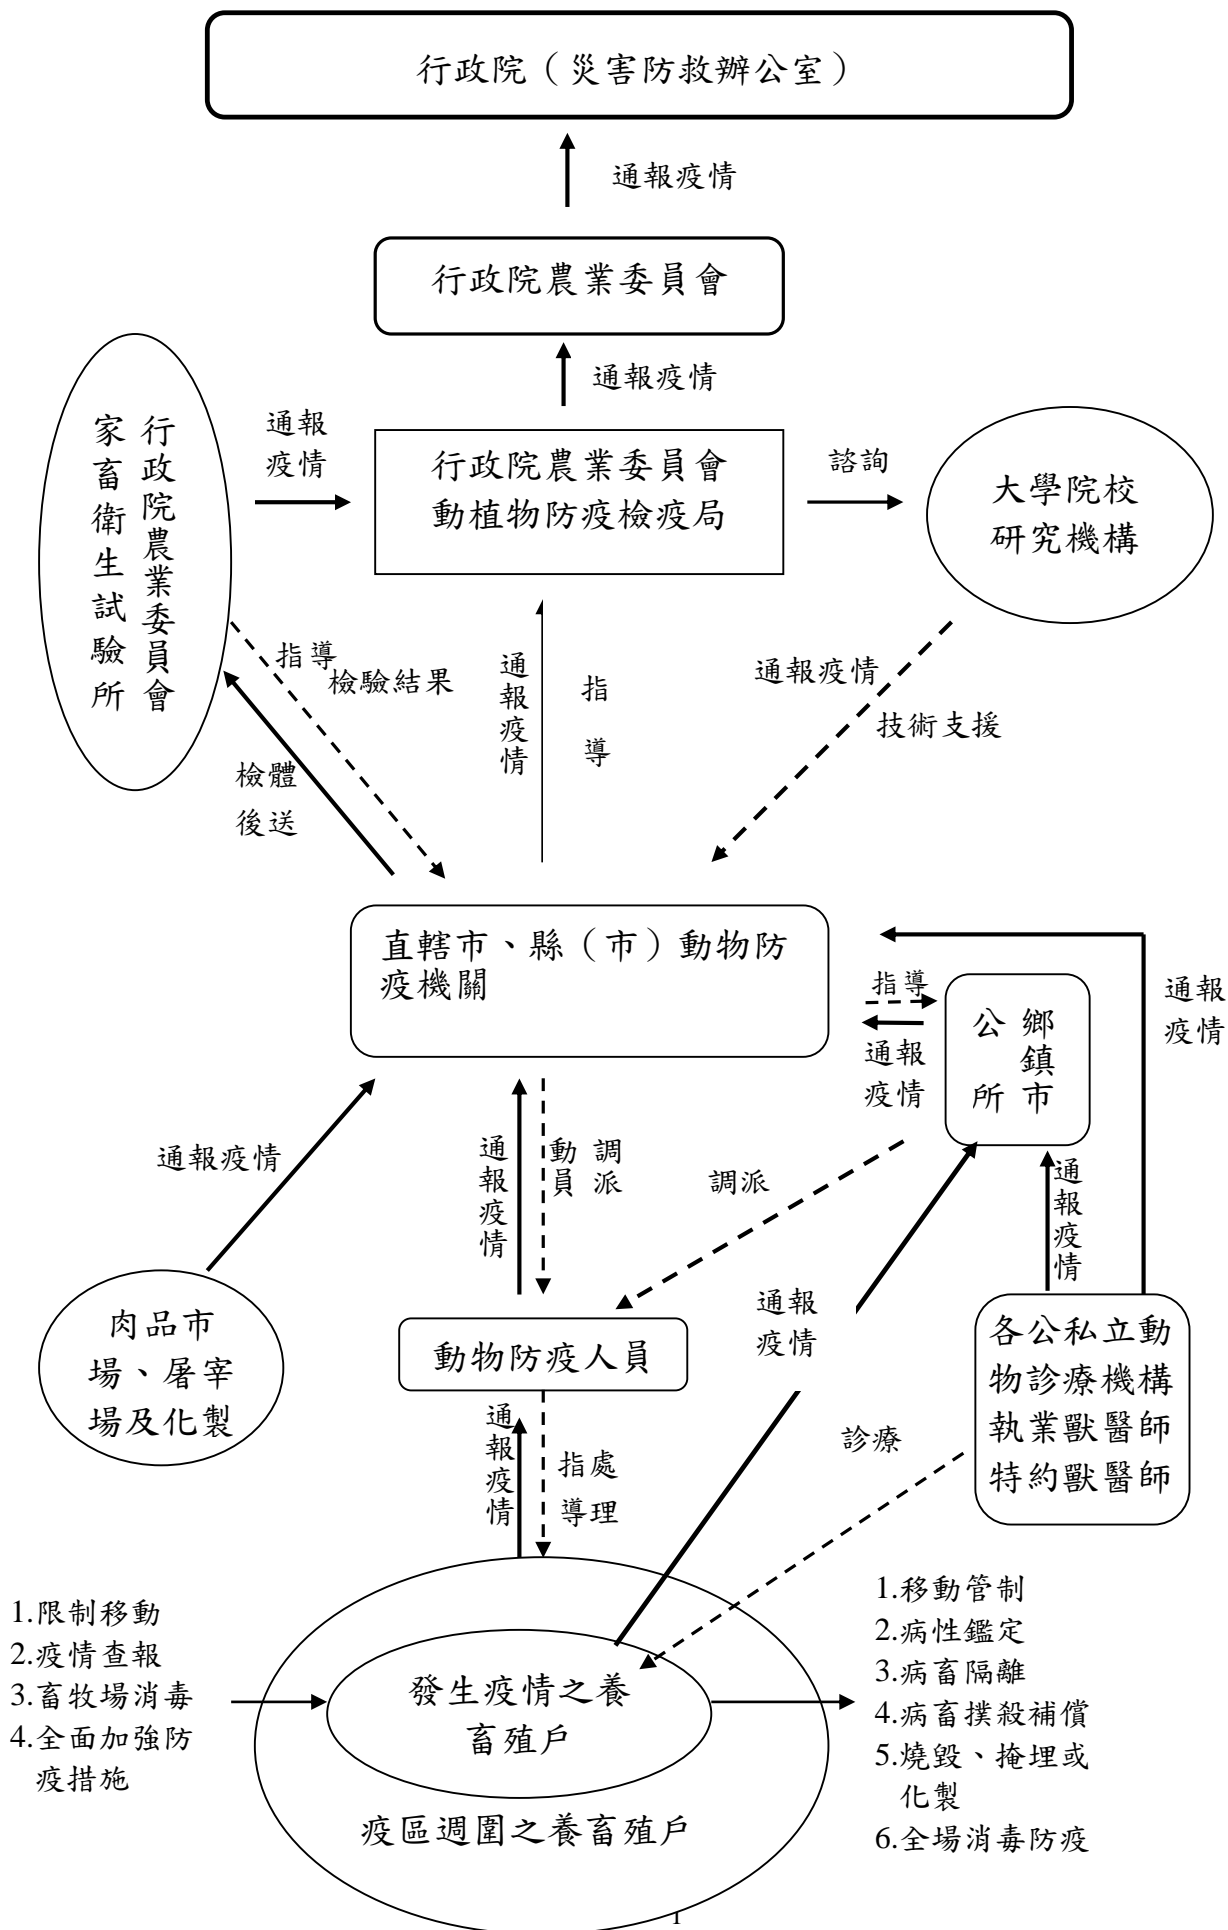 行政院（災害防救辦公室）
通報疫情
行政院農業委員會
通報疫情
行政院農業委員會
家畜衛生試驗所
通報
疫情
行政院農業委員會
動植物防疫檢疫局
諮詢
大學院校
研究機構
指導
檢驗結果
檢體
後送
通報疫情
指
導
通報疫情
技術支援
直轄市、縣（市）動物防
疫機關
指導
通報
疫情
鄉鎮市
公所
通報
疫情
通報疫情
通報疫情
動員
調派
調派
通報疫情
通報
疫情
肉品市
場、屠宰
場及化製
動物防疫人員
各公私立動
物診療機構
執業獸醫師
特約獸醫師
通報疫情
指處
導理
診療
1.限制移動
2.疫情查報
3.畜牧場消毒
4.全面加強防
疫措施
發生疫情之養
畜殖戶
疫區週圍之養畜殖戶
1.移動管制
2.病性鑑定
3.病畜隔離
4.病畜撲殺補償
5.燒毀、掩埋或
化製
6.全場消毒防疫
1